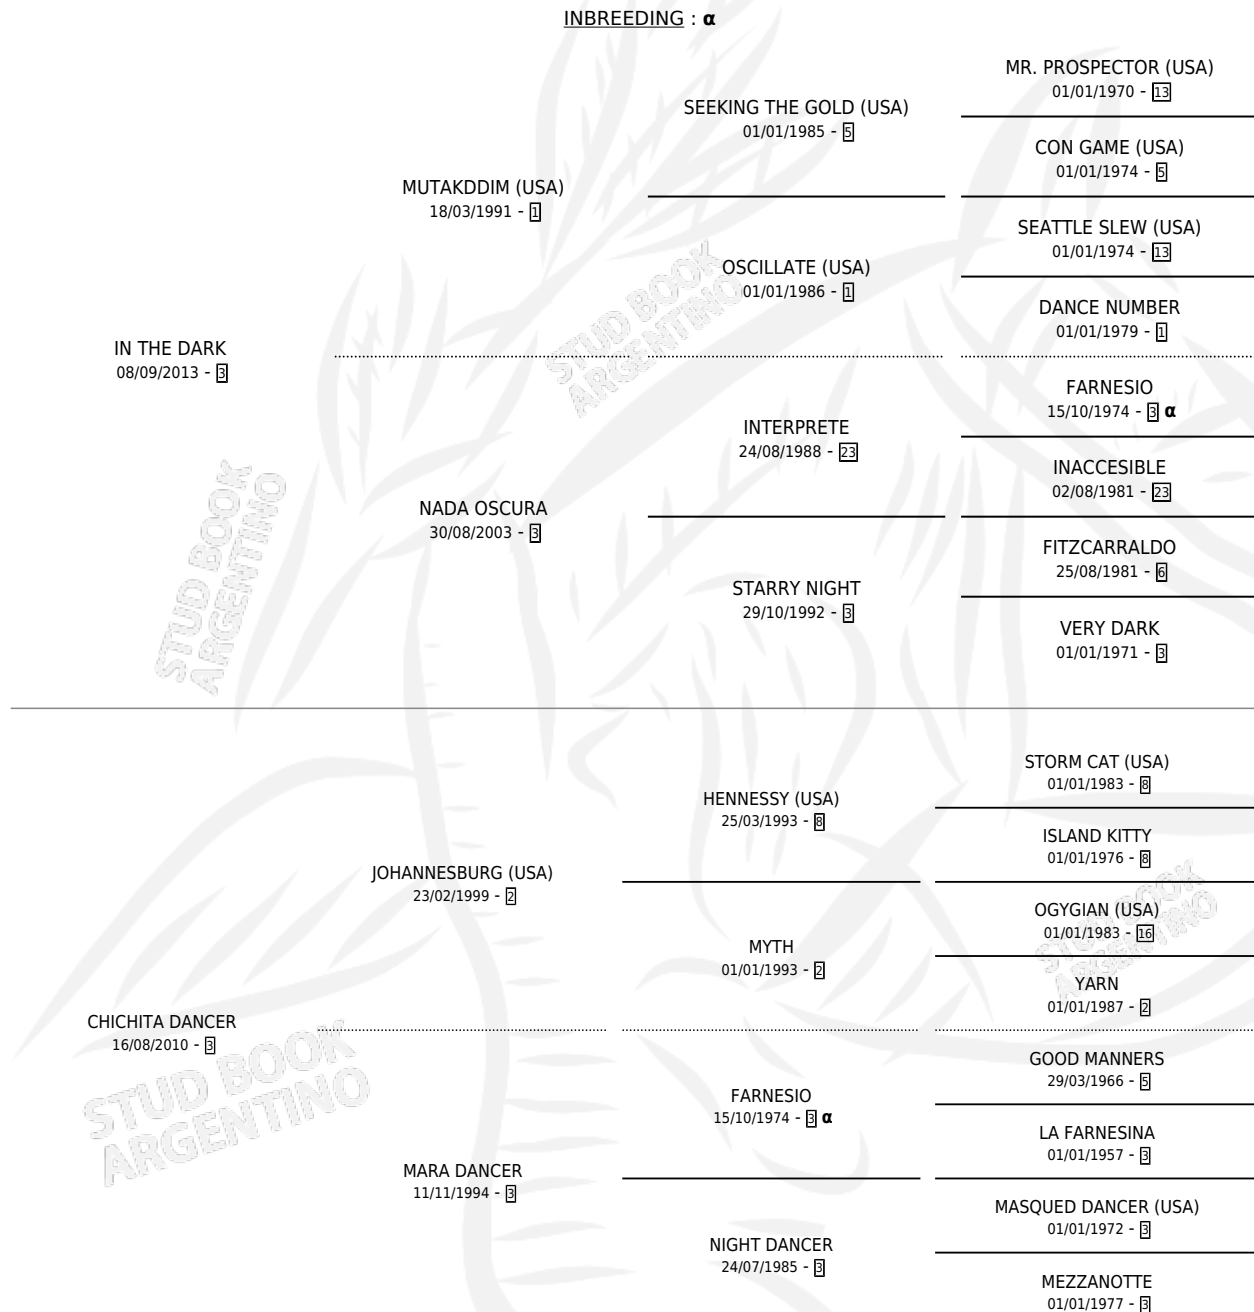 INBREEDING : α
MR. PROSPECTOR (USA)
01/01/1970 - 13
SEEKING THE GOLD (USA)
01/01/1985 - 5
CON GAME (USA)
01/01/1974 - 5
MUTAKDDIM (USA)
18/03/1991 - 1
SEATTLE SLEW (USA)
01/01/1974 - 13
OSCILLATE (USA)
01/01/1986 - 1
DANCE NUMBER
01/01/1979 - 1
IN THE DARK
08/09/2013 - 3
FARNESIO
15/10/1974 - 3 α
INTERPRETE
24/08/1988 - 23
INACCESIBLE
02/08/1981 - 23
NADA OSCURA
30/08/2003 - 3
FITZCARRALDO
25/08/1981 - 6
STARRY NIGHT
29/10/1992 - 3
VERY DARK
01/01/1971 - 3
STORM CAT (USA)
01/01/1983 - 8
HENNESSY (USA)
25/03/1993 - 8
ISLAND KITTY
01/01/1976 - 8
JOHANNESBURG (USA)
23/02/1999 - 2
OGYGIAN (USA)
01/01/1983 - 16
MYTH
01/01/1993 - 2
YARN
01/01/1987 - 2
CHICHITA DANCER
16/08/2010 - 3
GOOD MANNERS
29/03/1966 - 5
FARNESIO
15/10/1974 - 3 α
LA FARNESINA
01/01/1957 - 3
MARA DANCER
11/11/1994 - 3
MASQUED DANCER (USA)
01/01/1972 - 3
NIGHT DANCER
24/07/1985 - 3
MEZZANOTTE
01/01/1977 - 3
STUD BOOK
ARGENTINO
STUD BOOK
ARGENTINO
STUD BOOK
ARGENTINO
STUD BOOK
ARGENTINO